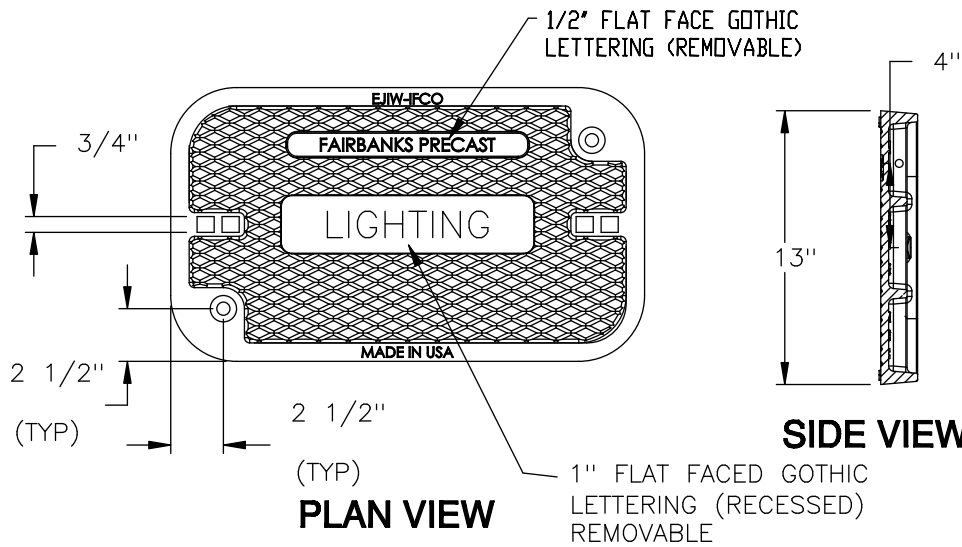 1/2" FLAT FACE GOTHIC
LETTERING (REMOVABLE)
4"
EJIW-IFCO
3/4"
FAIRBANKS PRECAST
LIGHTING
13"
MADE IN USA
2 1/2"
(TYP)
2 1/2"
(TYP)
SIDE VIEW
1" FLAT FACED GOTHIC
LETTERING (RECESSED)
REMOVABLE
PLAN VIEW